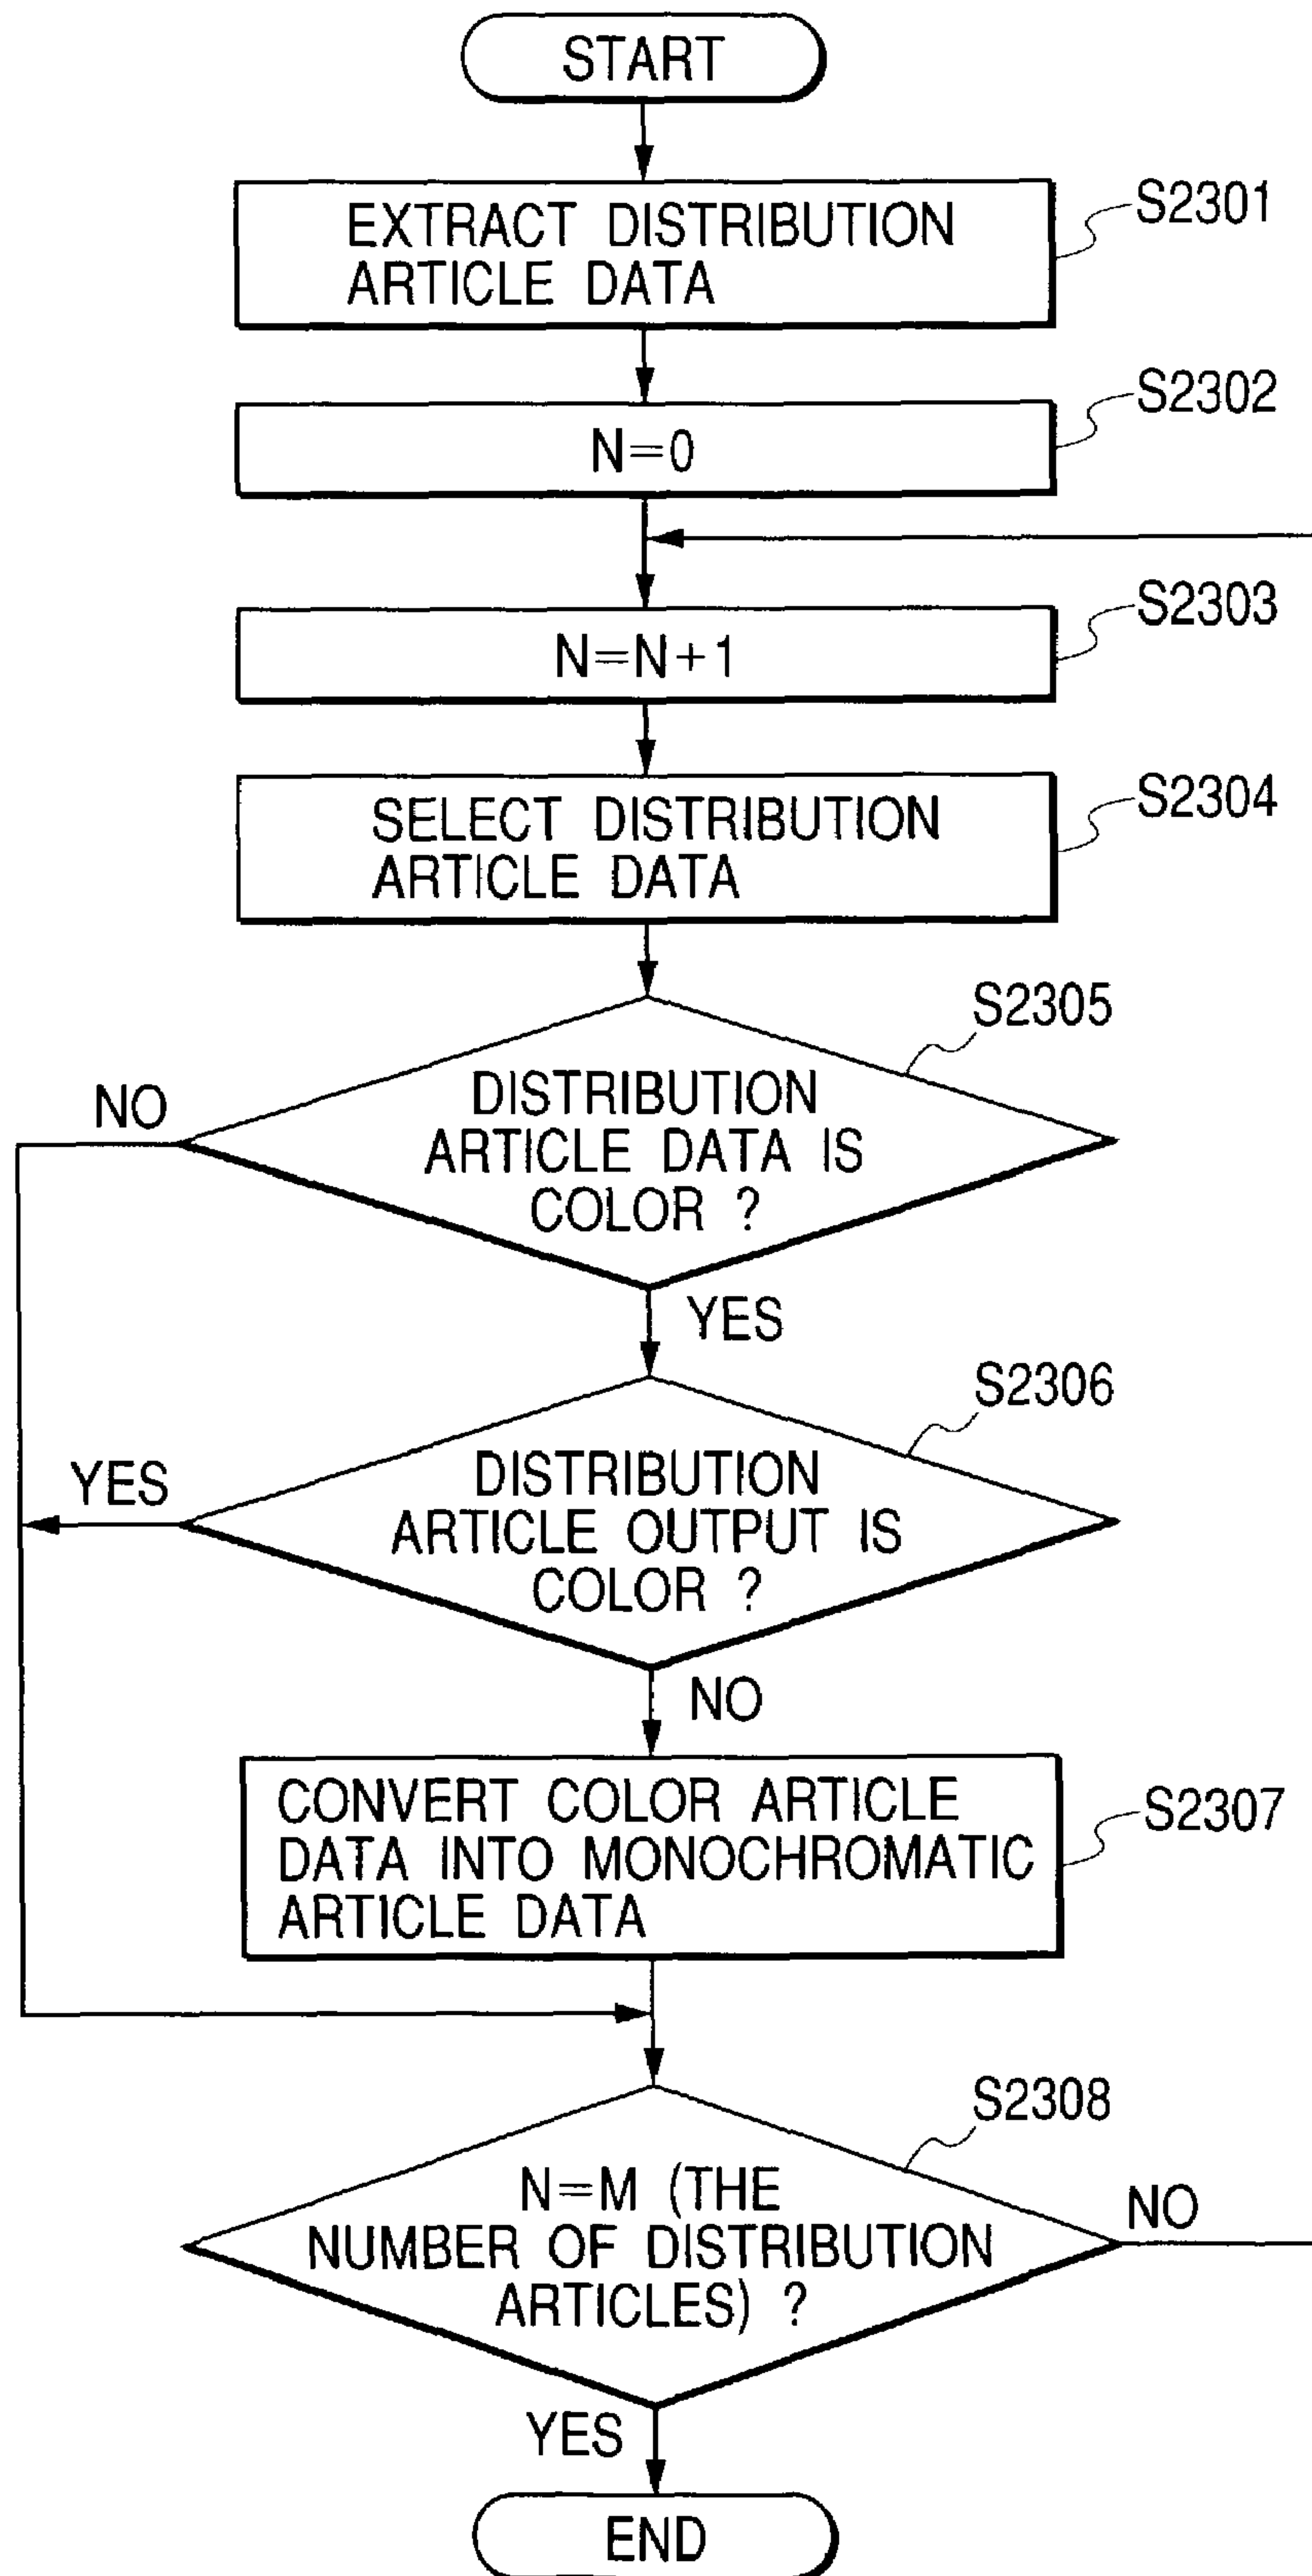 START
EXTRACT DISTRIBUTION
ARTICLE DATA
S2301
N=0
S2302
N=N+1
S2303
SELECT DISTRIBUTION
ARTICLE DATA
S2304
S2305
DISTRIBUTION
ARTICLE DATA IS
COLOR ?
NO
YES
S2306
DISTRIBUTION
ARTICLE OUTPUT IS
COLOR ?
YES
NO
CONVERT COLOR ARTICLE
DATA INTO MONOCHROMATIC
ARTICLE DATA
S2307
S2308
N=M (THE
NUMBER OF DISTRIBUTION
ARTICLES) ?
NO
YES
END